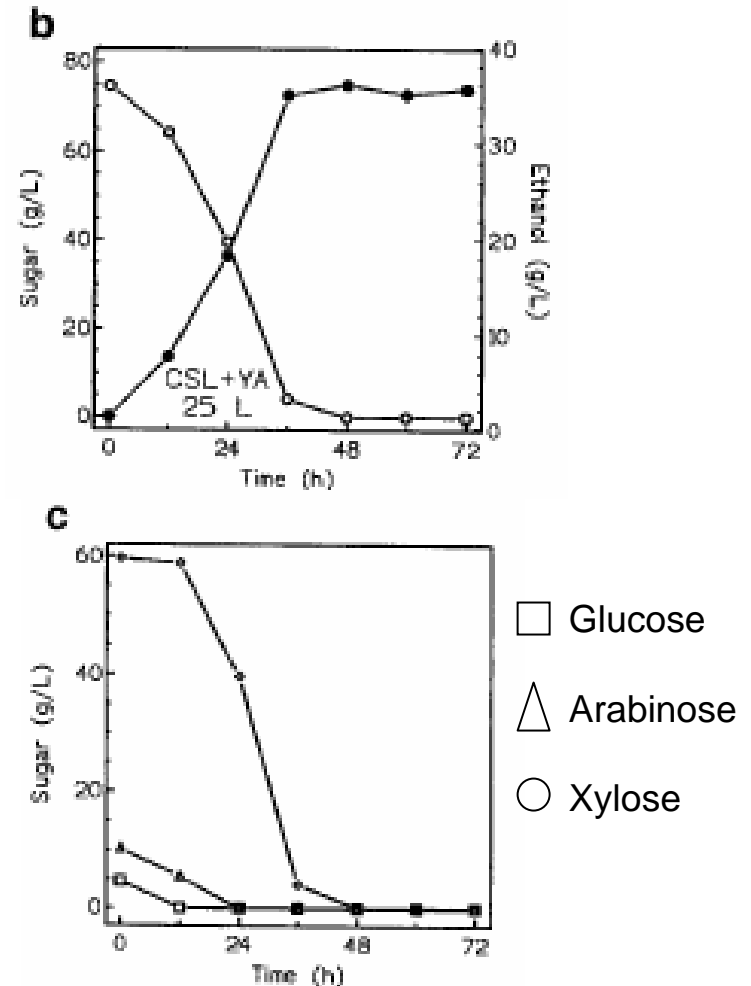 b
80
60
40
20
0
Sugar (g/L)
40
30
20
10
0
Ethanol (g/L)
CSL+YA
25 L
0 24 48 72
Time (h)
c
60
40
20
0
Sugar (g/L)
0 24 48 72
Time (h)
Glucose
Arabinose
Xylose